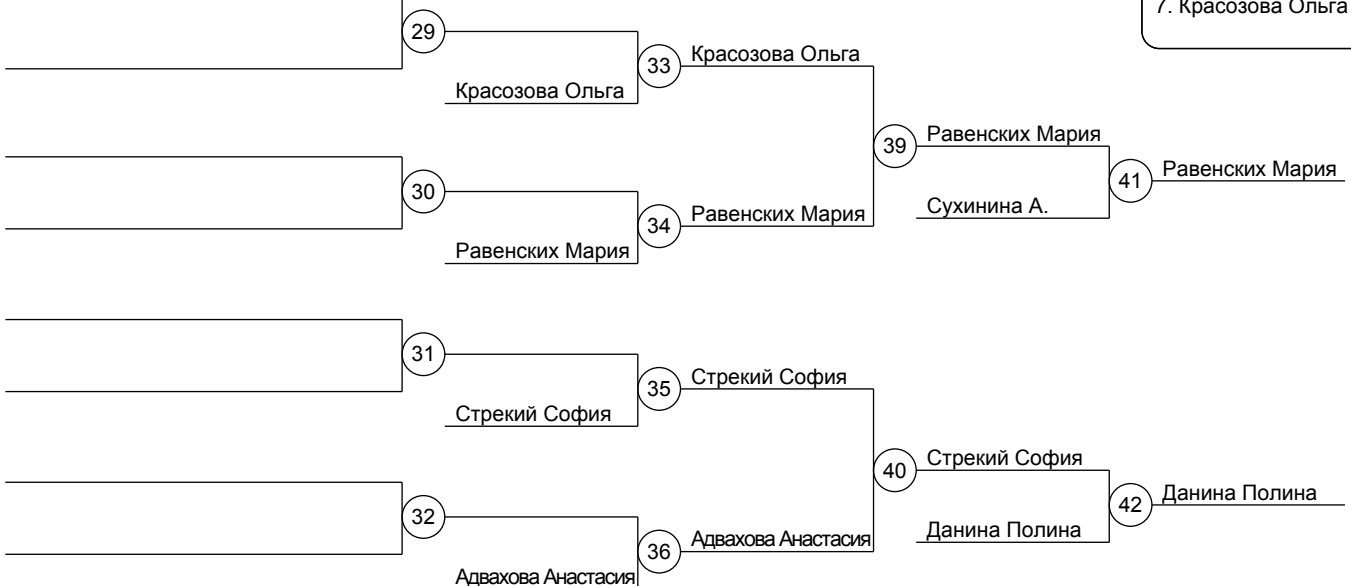 7. Красозова Ольга
29
33
Красозова Ольга
Красозова Ольга
39
Равенских Мария
41
Равенских Мария
30
34
Равенских Мария
Сухинина А.
Равенских Мария
31
35
Стрекий София
Стрекий София
40
Стрекий София
42
Данина Полина
32
36
Адвахова Анастасия
Данина Полина
Адвахова Анастасия